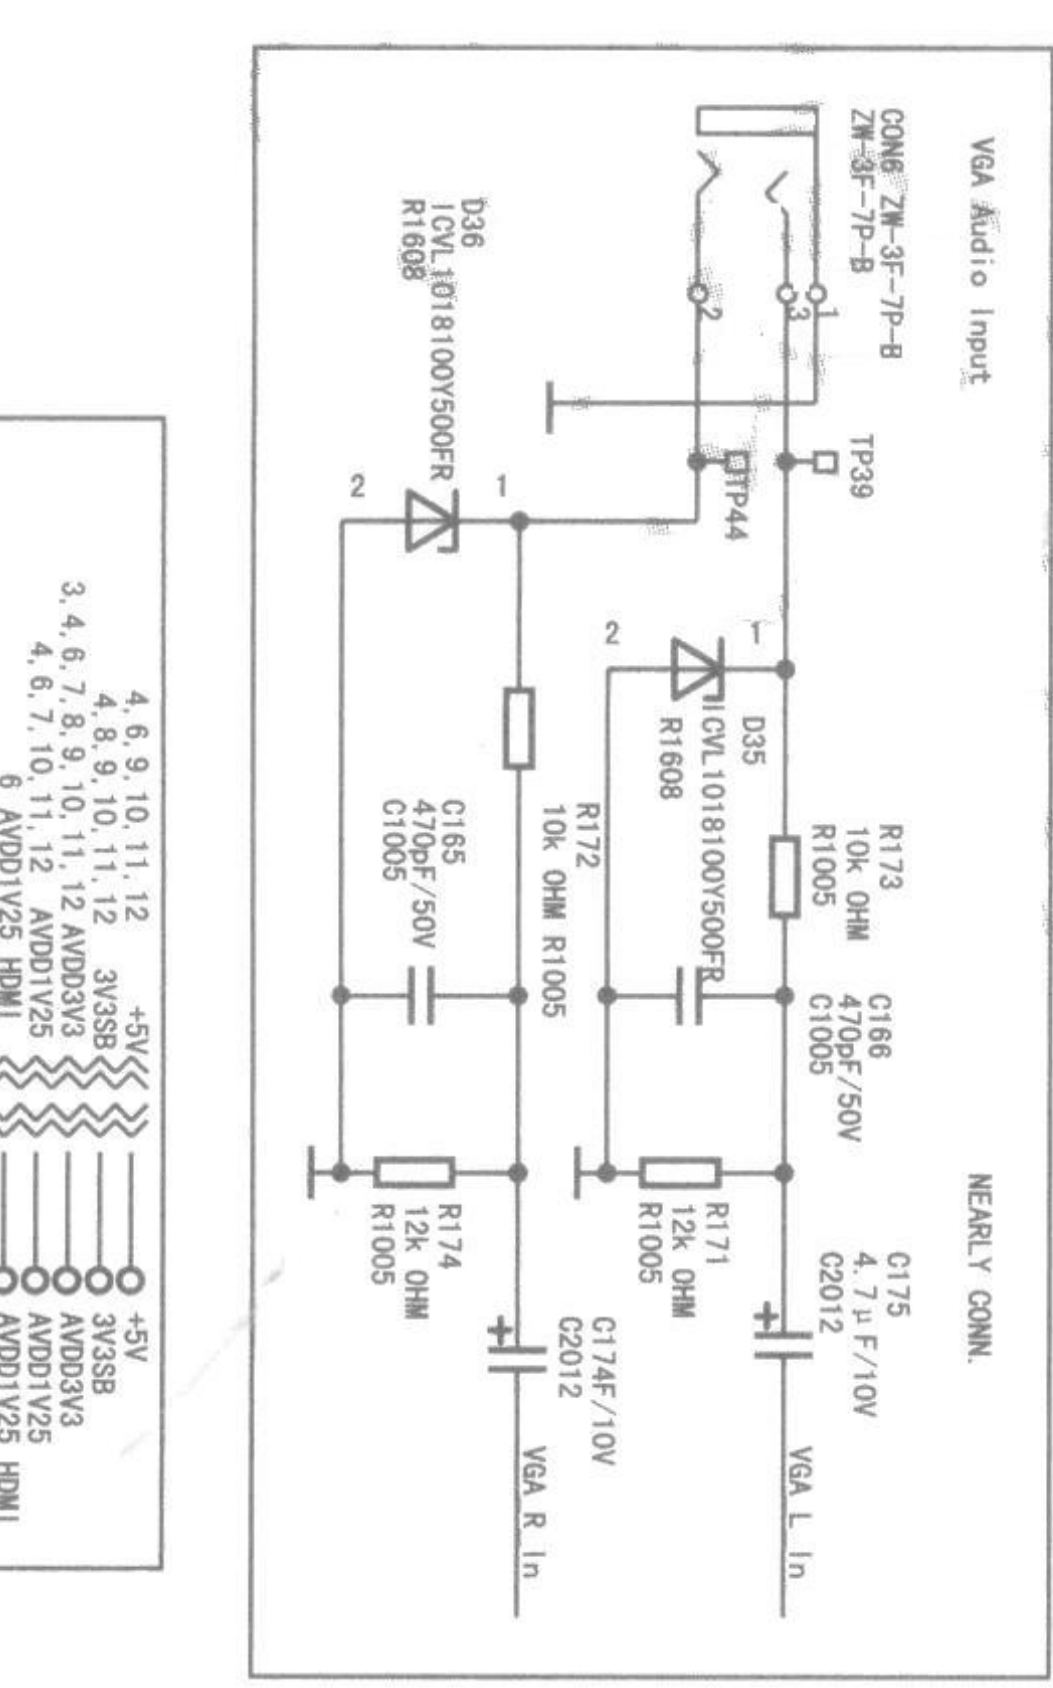 VGA Audio Input
NEARLY CONN.
CON6 ZW-3F-7P-B
ZW-3F-7P-B
1
3
2
TP39
TP44
R173
10k OHM
R1005
C166
470pF/50V
C1005
C175
4.7μF/10V
C2012
VGA L In
1
2
D35
ICVL1018100Y500FR
R1608
R171
12k OHM
R1005
R172
10k OHM R1005
C174F/10V
C2012
VGA R In
D36
ICVL1018100Y500FR
R1608
1
2
C165
470pF/50V
C1005
R174
12k OHM
R1005
4,6,9,10,11,12 +5V +5V
4,8,9,10,11,12 3V3SB 3V3SB
3,4,6,7,8,9,10,11,12 AVDD3V3 AVDD3V3
4,6,7,10,11,12 AVDD1V25 AVDD1V25
6 AVDD1V25 HDMI AVDD1V25 HDMI